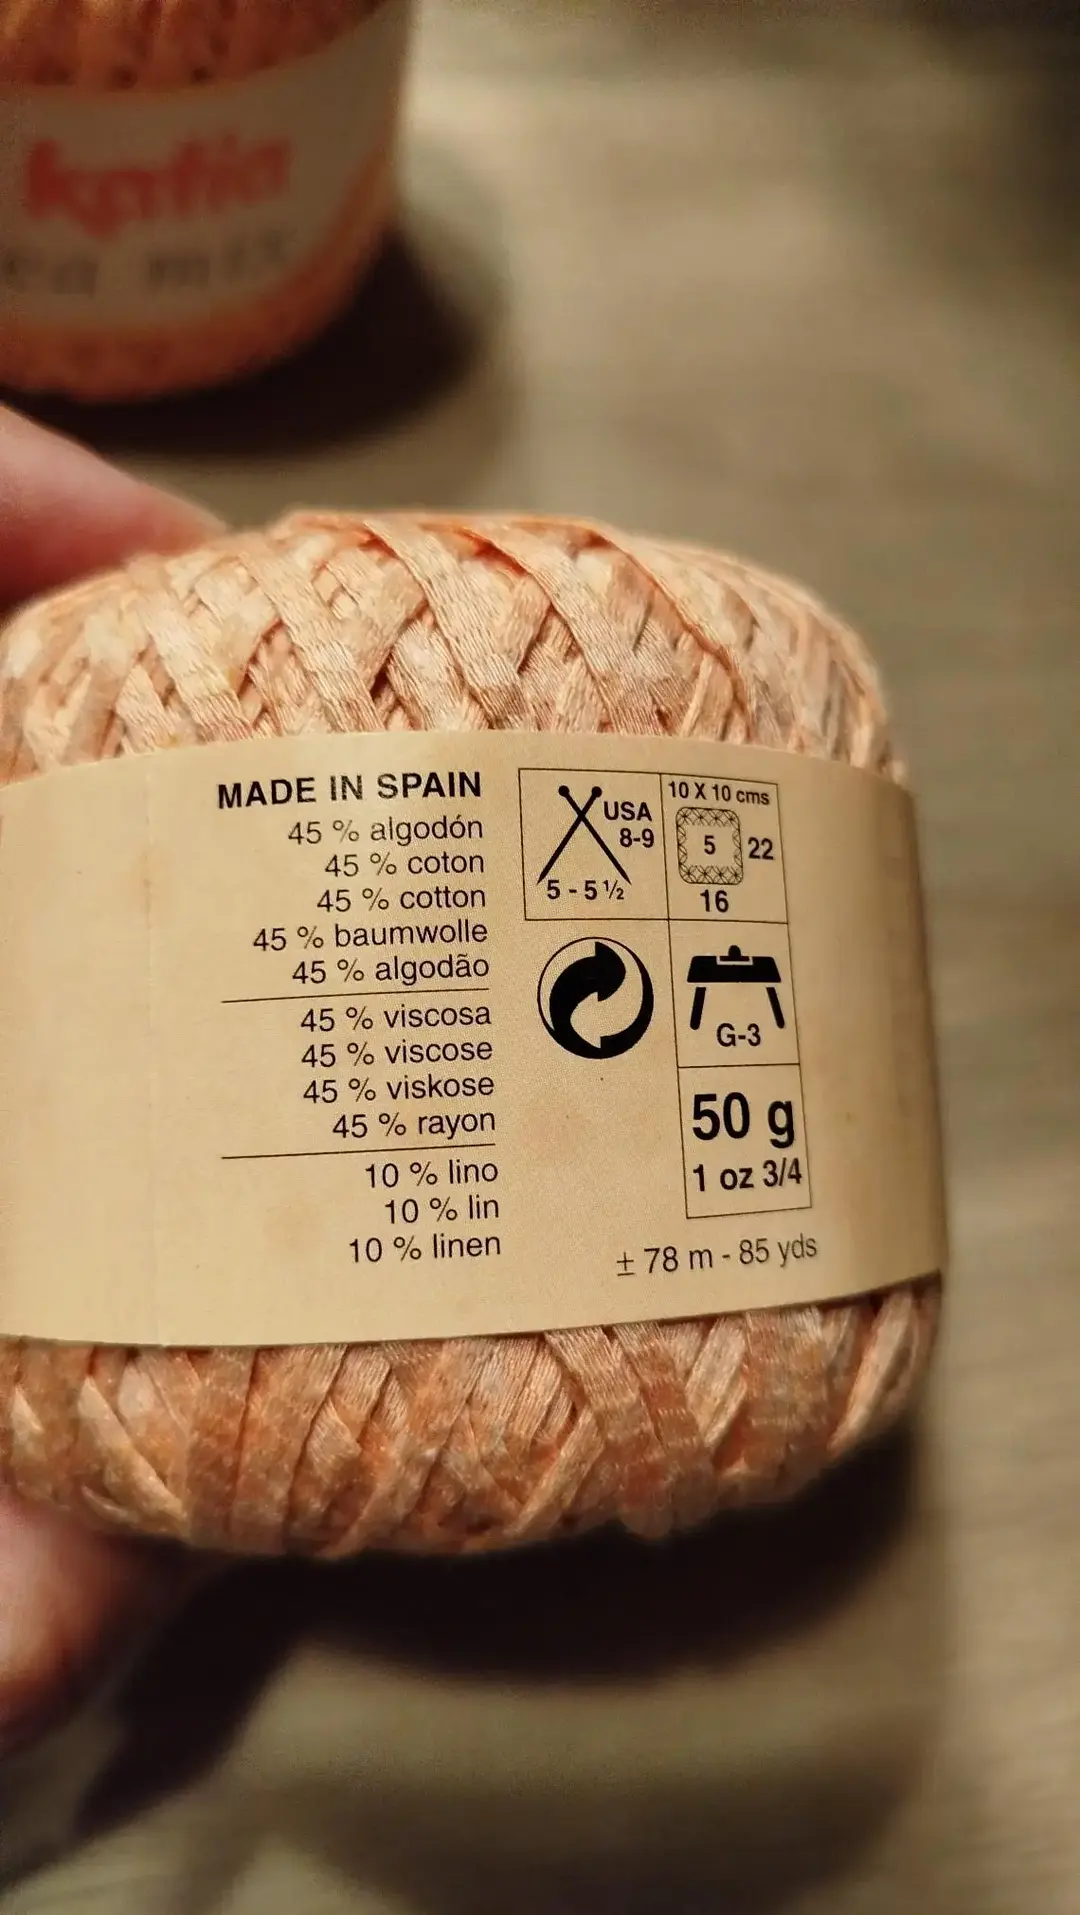 katia
mix
MADE IN SPAIN
45 % algodón
45 % coton
45 % cotton
45 % baumwolle
45 % algodão
45 % viscosa
45 % viscose
45 % viskose
45 % rayon
10 % lino
10 % lin
10 % linen
USA
8-9
5 - 5 ½
10 X 10 cms
5
22
16
G-3
50 g
1 oz 3/4
± 78 m - 85 yds